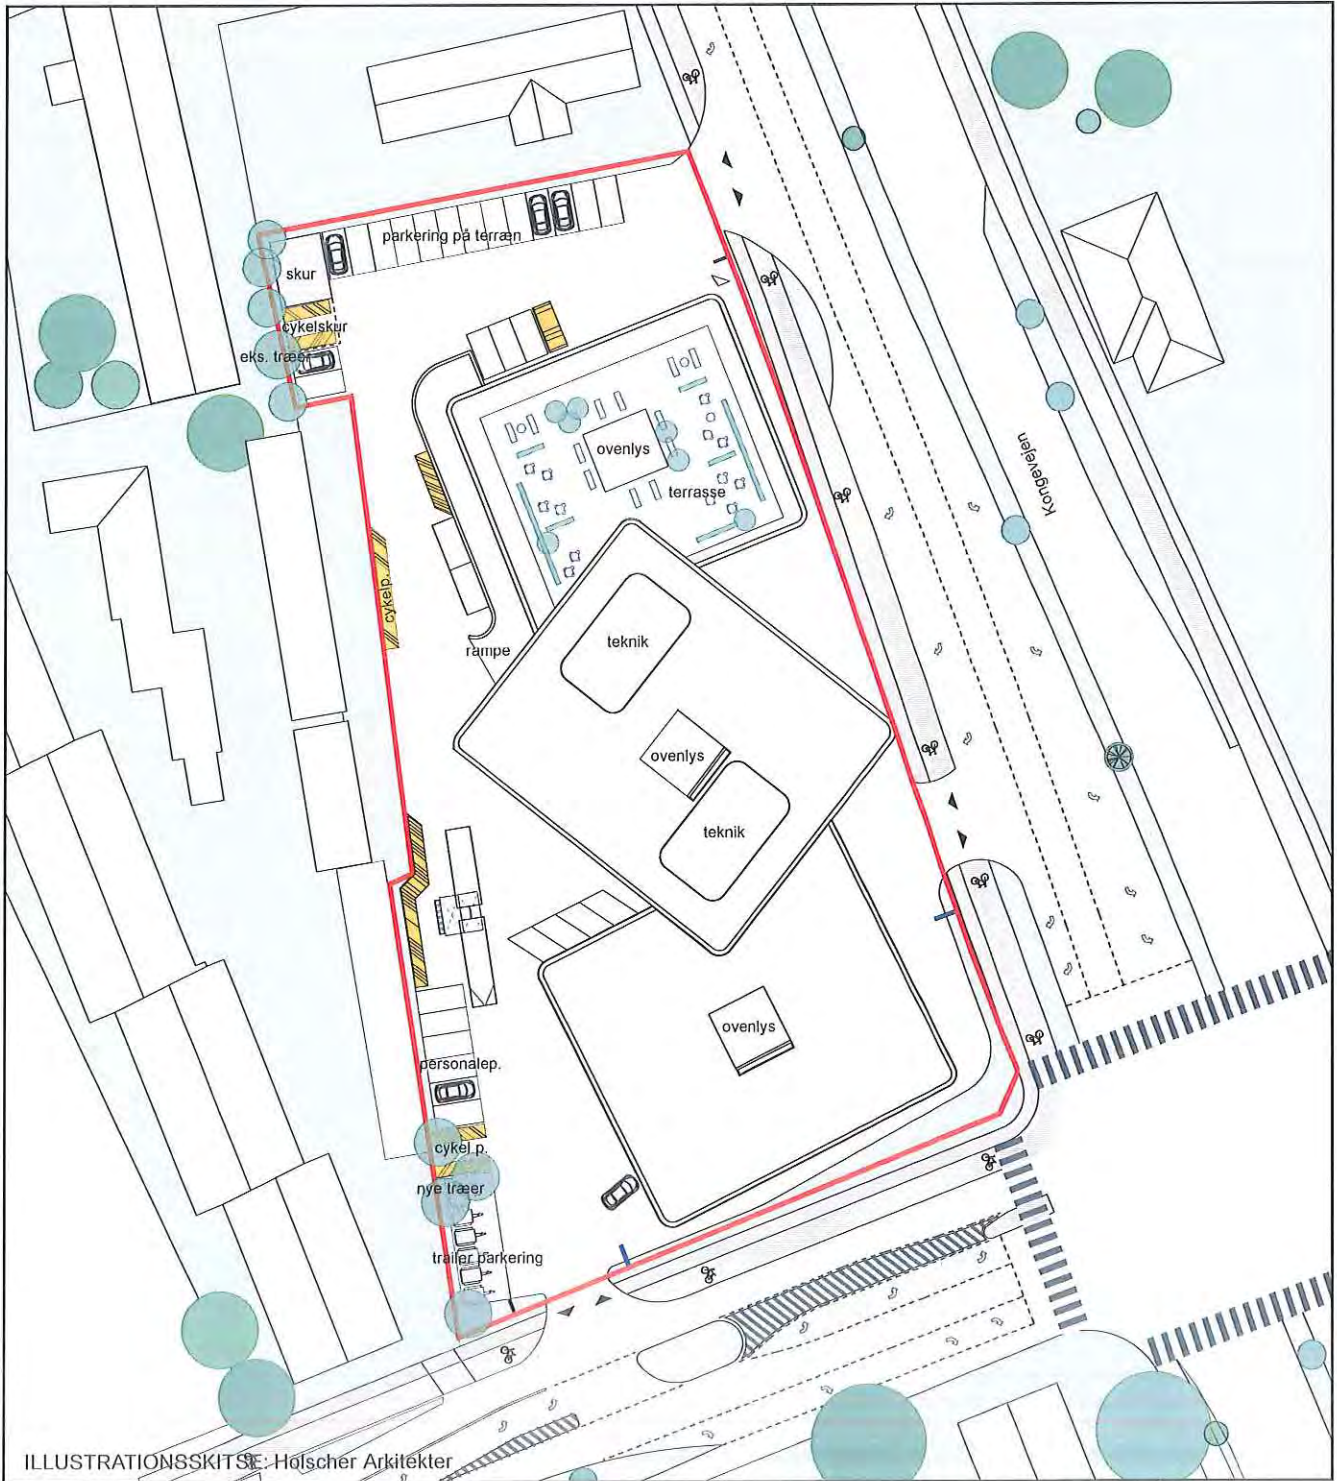 parkering på terræn
skur
cykelskur
eks. træer
ovenlys
terrasse
Kongevejen
cykelp.
rampe
teknik
ovenlys
teknik
ovenlys
personalep.
cykel p.
nye træer
trailer parkering
ILLUSTRATIONSSKITSE: Holscher Arkitekter